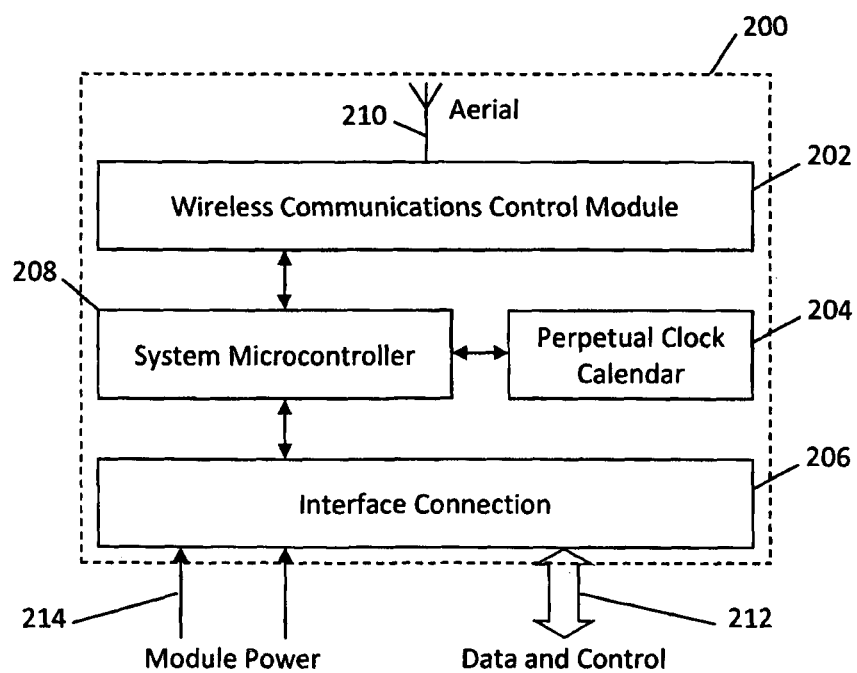 200
210
Aerial
202
Wireless Communications Control Module
208
204
System Microcontroller
Perpetual Clock
Calendar
206
Interface Connection
214
212
Module Power
Data and Control